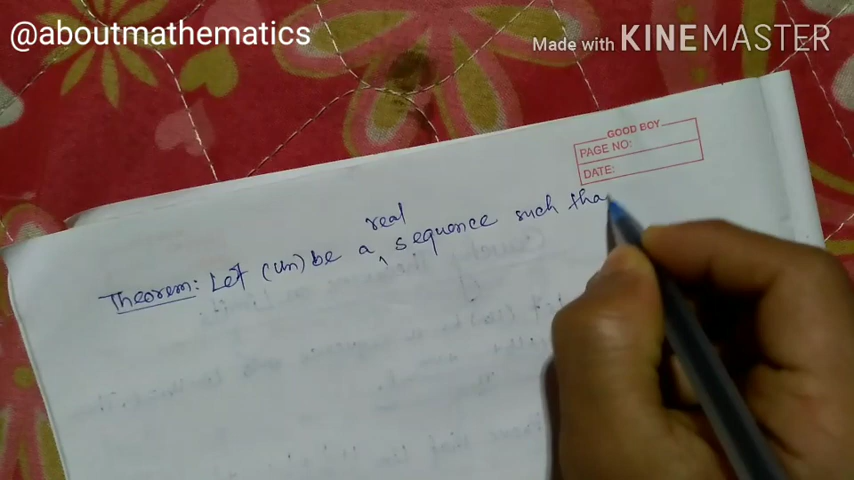 @aboutmathematics
Made with KINEMASTER
GOOD BOY
PAGE NO:
DATE:
real
Theorem: Let (un) be a ‸ sequence such tha